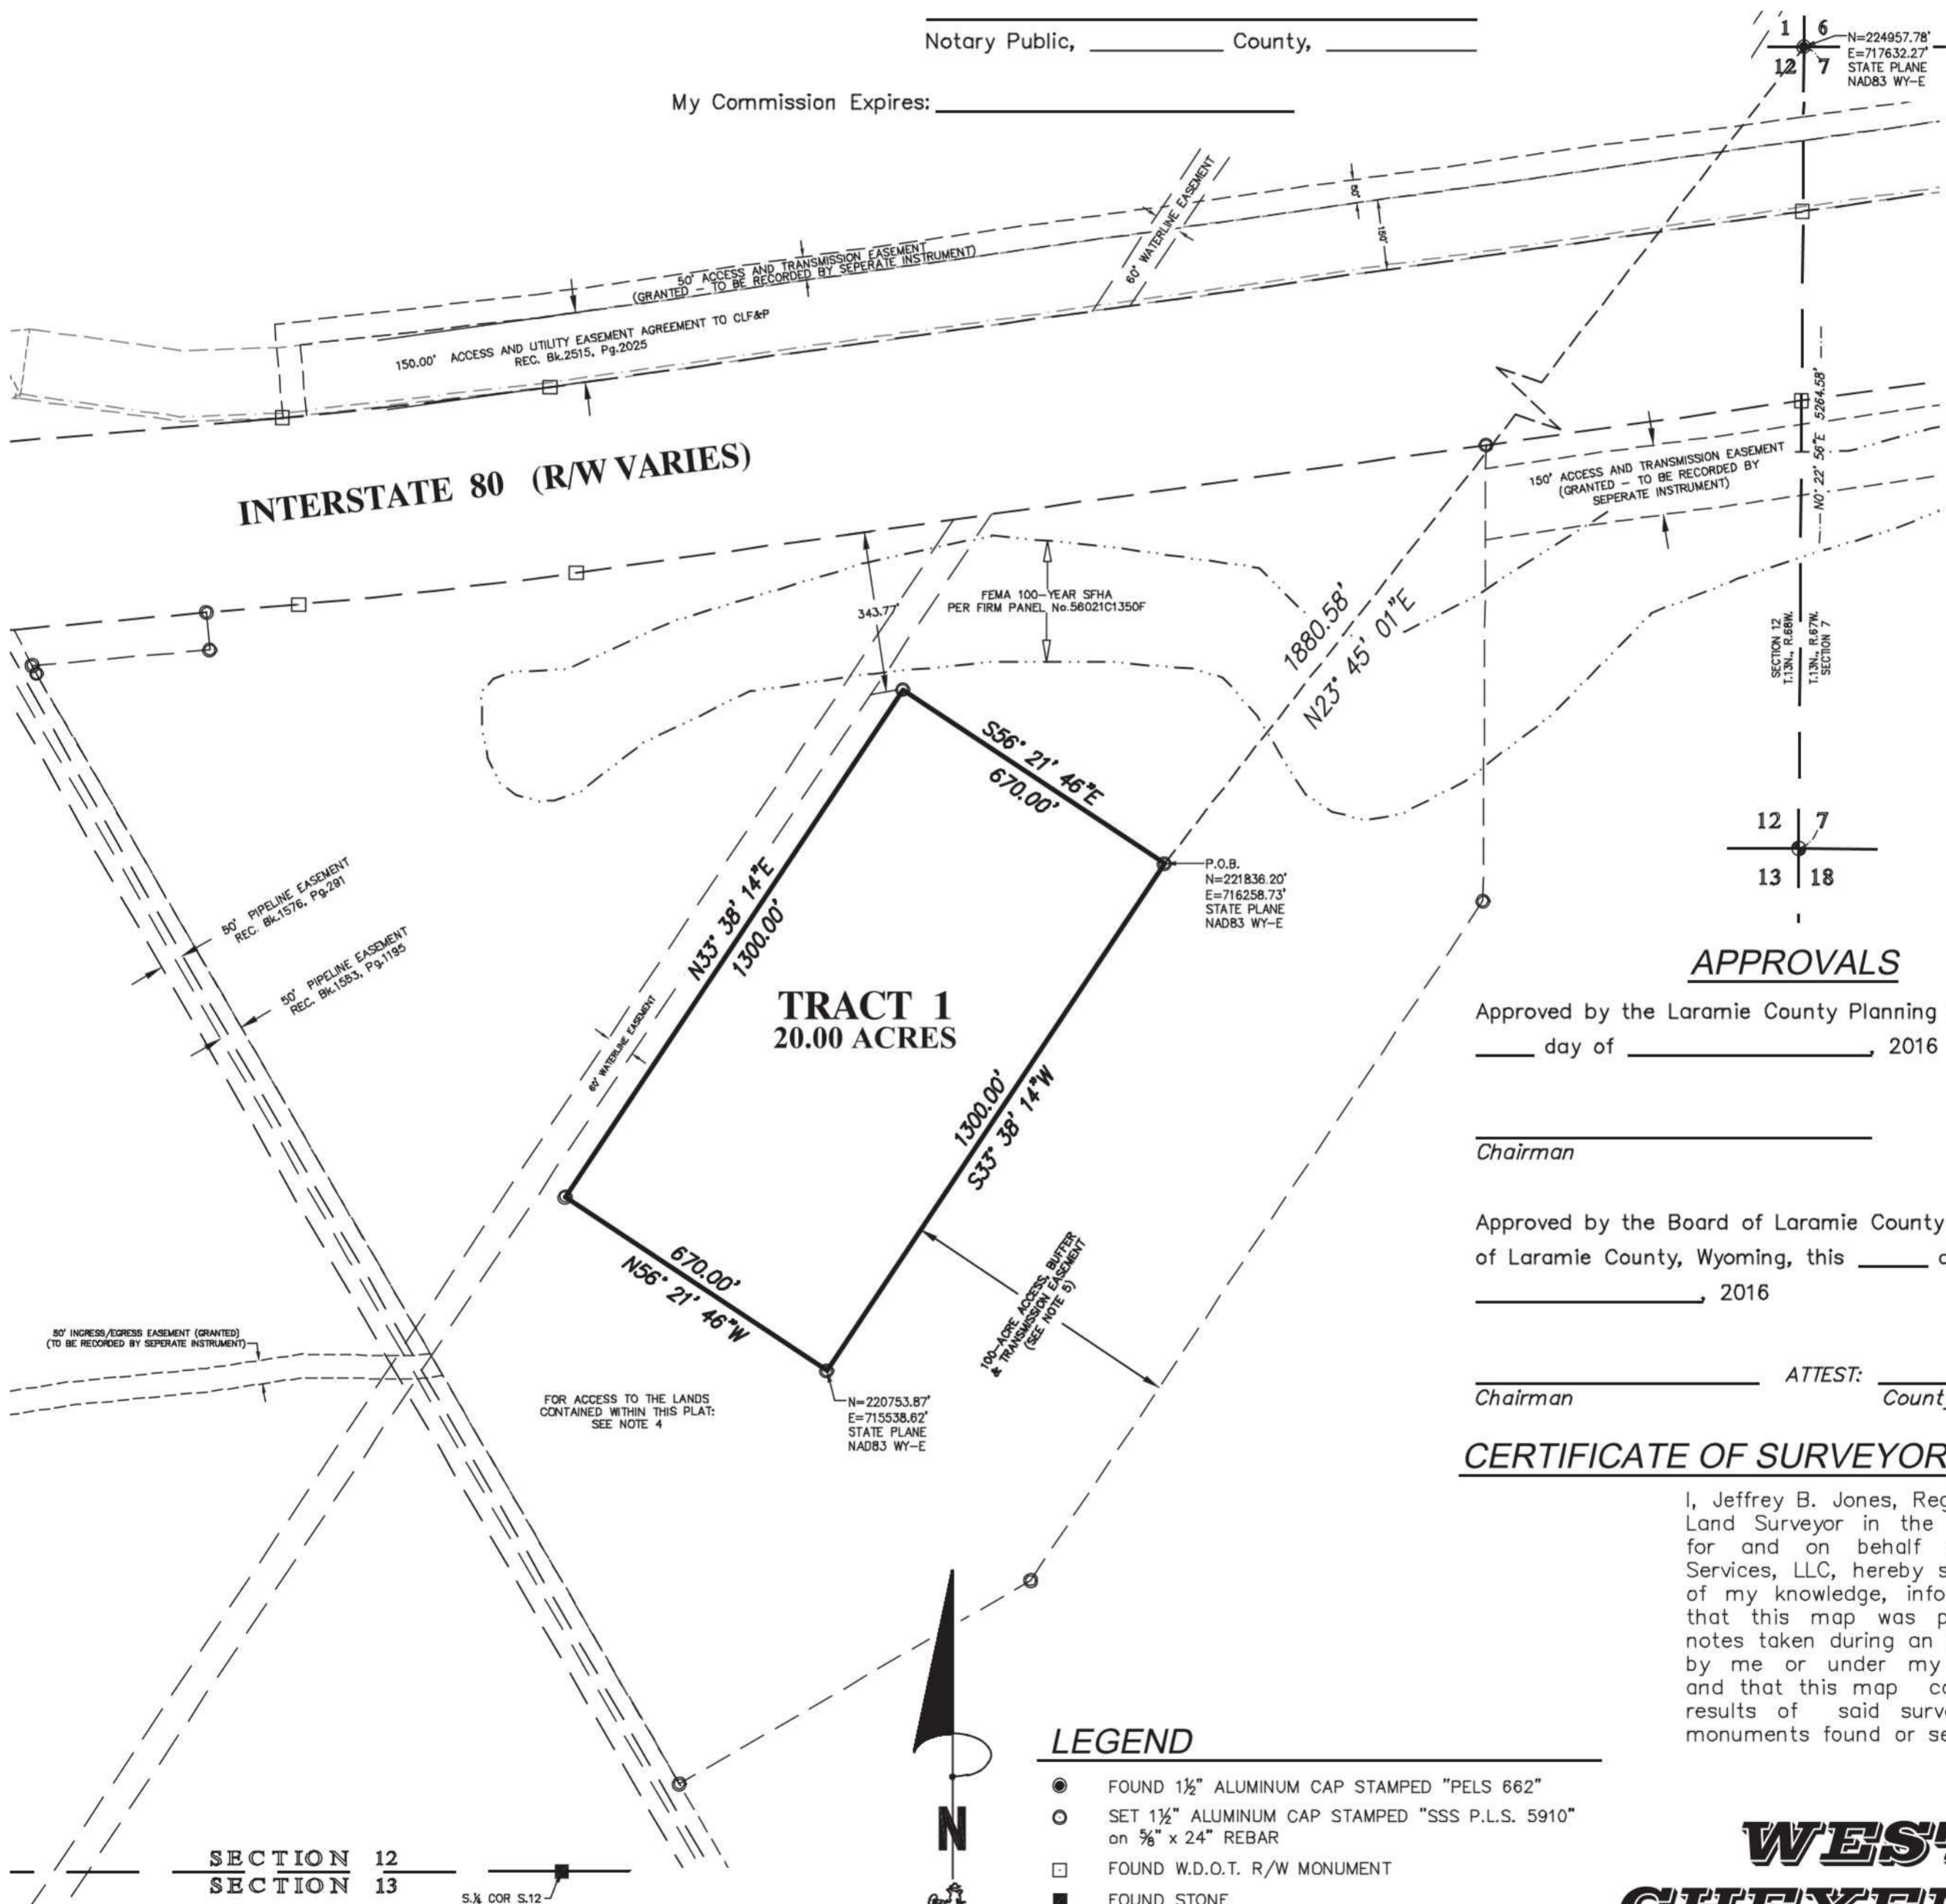 Notary Public, ____________ County, ____________
My Commission Expires: ____________
1 6
12 7
N=224957.78'
E=717632.27'
STATE PLANE
NAD83 WY-E
60' WATERLINE EASEMENT
50'
150'
50' ACCESS AND TRANSMISSION EASEMENT
(GRANTED - TO BE RECORDED BY SEPERATE INSTRUMENT)
150.00' ACCESS AND UTILITY EASEMENT AGREEMENT TO CLF&P
REC. Bk.2515, Pg.2025
INTERSTATE 80 (R/W VARIES)
150' ACCESS AND TRANSMISSION EASEMENT
(GRANTED - TO BE RECORDED BY
SEPERATE INSTRUMENT)
N0° 22' 56"E 5264.58'
343.77'
FEMA 100-YEAR SFHA
PER FIRM PANEL No.56021C1350F
1880.58'
N23° 45' 01"E
SECTION 12
T.13N., R.68W.
T.13N., R.67W.
SECTION 7
S56° 21' 46"E
670.00'
P.O.B.
N=221836.20'
E=716258.73'
STATE PLANE
NAD83 WY-E
12 7
13 18
50' PIPELINE EASEMENT
REC. Bk.1576, Pg.291
50' PIPELINE EASEMENT
REC. Bk.1553, Pg.1195
N33° 38' 14"E
1300.00'
60' WATERLINE EASEMENT
TRACT 1
20.00 ACRES
1300.00'
S33° 38' 14"W
APPROVALS
Approved by the Laramie County Planning
____ day of ____________, 2016
Chairman
Approved by the Board of Laramie County
of Laramie County, Wyoming, this ____
____________, 2016
ATTEST:
Chairman
County
670.00'
N56° 21' 46"W
100-ACRE ACCESS, BUFFER
& TRANSMISSION EASEMENT
(SEE NOTE 5)
50' INGRESS/EGRESS EASEMENT (GRANTED)
(TO BE RECORDED BY SEPERATE INSTRUMENT)
FOR ACCESS TO THE LANDS
CONTAINED WITHIN THIS PLAT:
SEE NOTE 4
N=220753.87'
E=715538.62'
STATE PLANE
NAD83 WY-E
CERTIFICATE OF SURVEYOR
I, Jeffrey B. Jones, Reg
Land Surveyor in the
for and on behalf
Services, LLC, hereby s
of my knowledge, info
that this map was p
notes taken during an
by me or under my
and that this map co
results of said surv
monuments found or se
N
LEGEND
FOUND 1½" ALUMINUM CAP STAMPED "PELS 662"
SET 1½" ALUMINUM CAP STAMPED "SSS P.L.S. 5910"
on ⅝" x 24" REBAR
FOUND W.D.O.T. R/W MONUMENT
FOUND STONE
SECTION 12
SECTION 13
S.¼ COR S.12
WEST